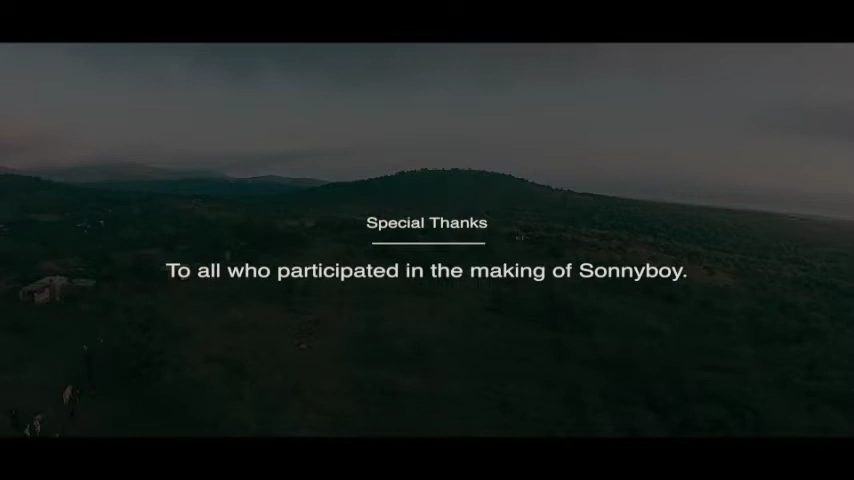 Special Thanks
To all who participated in the making of Sonnyboy.